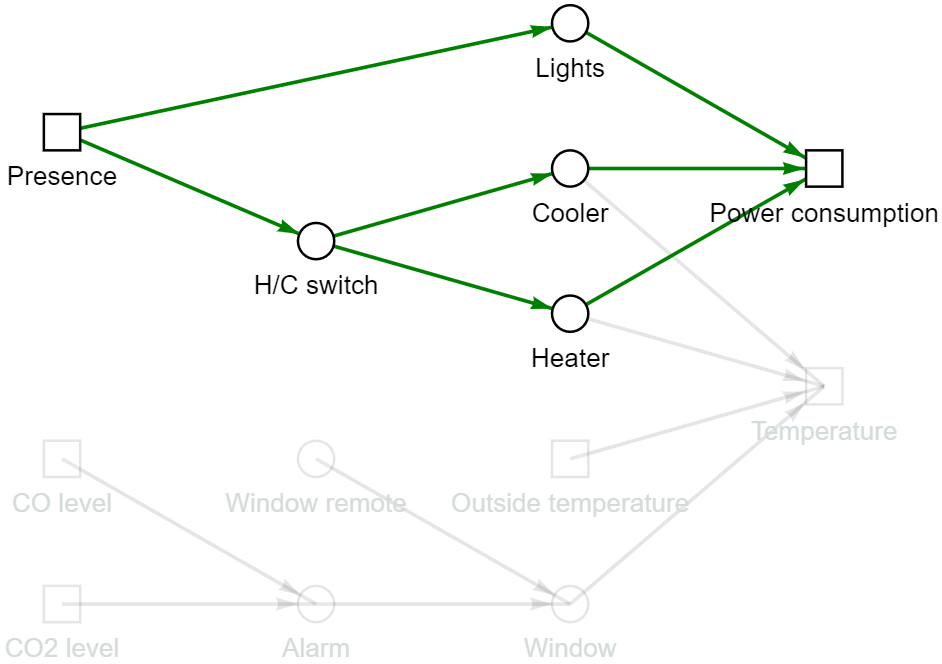 Lights
Presence
Cooler
Power consumption
H/C switch
Heater
Temperature
CO level
Window remote
Outside temperature
CO2 level
Alarm
Window